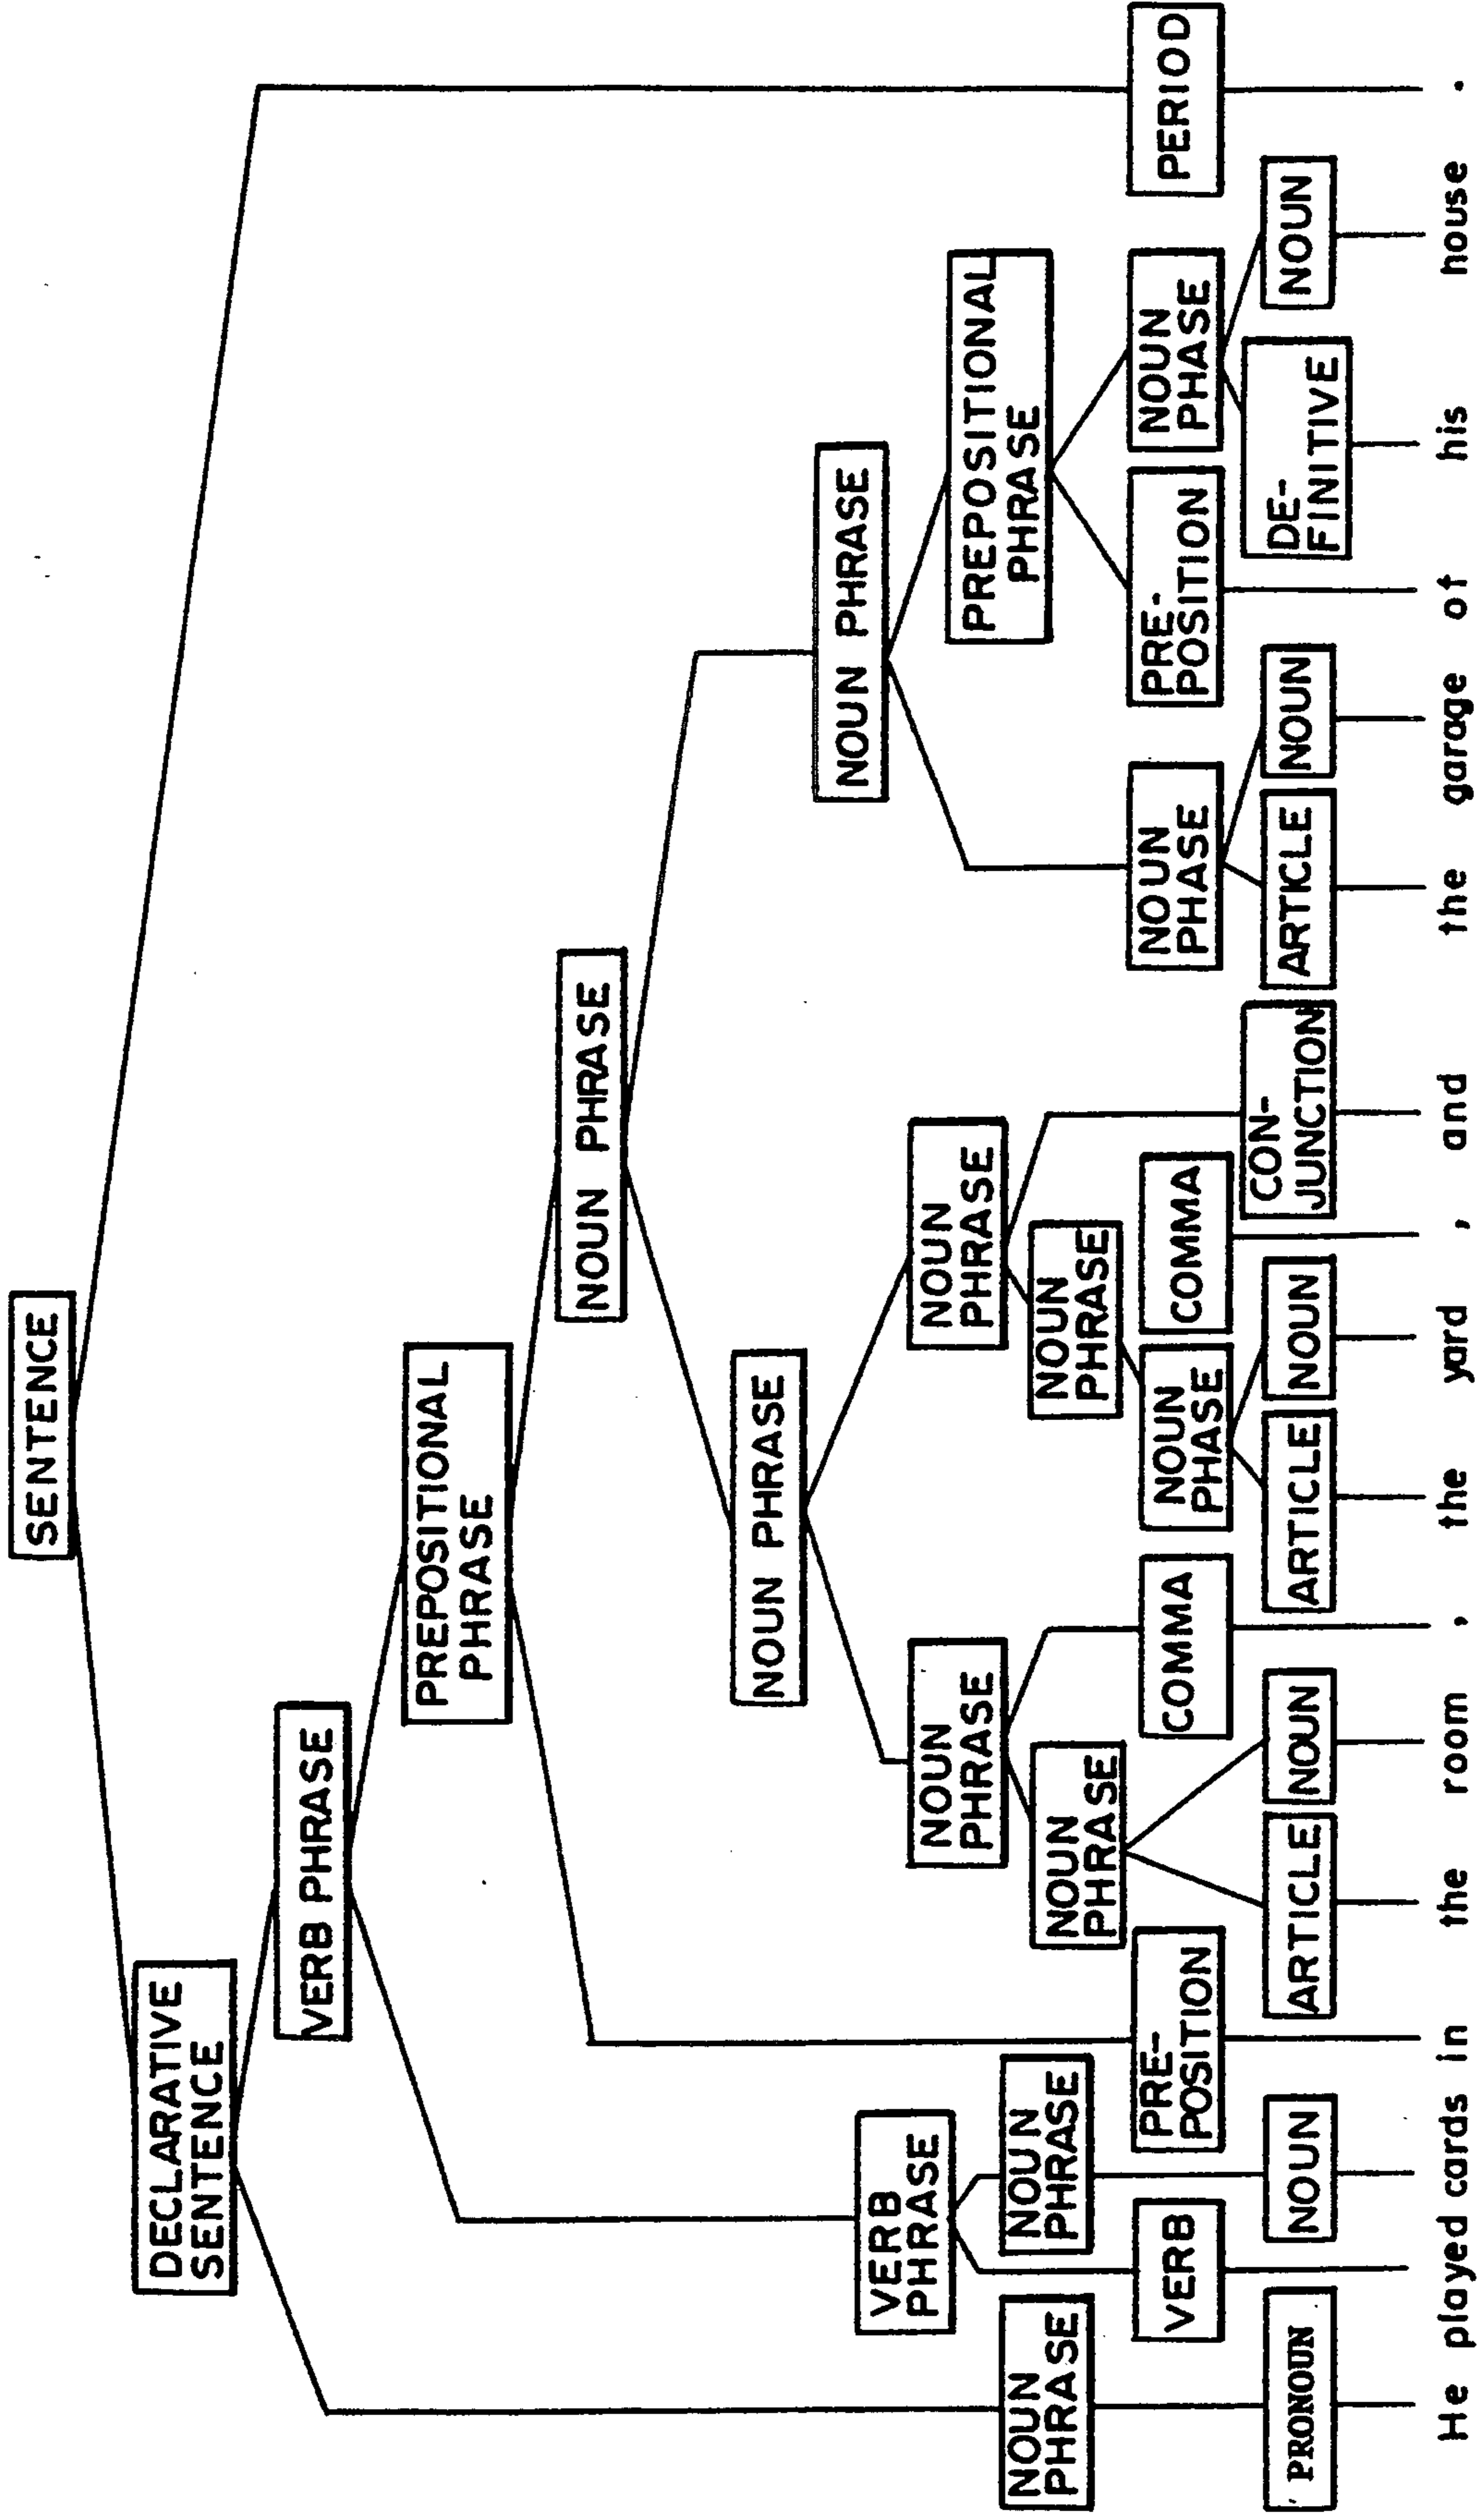 SENTENCE
DECLARATIVE
SENTENCE
VERB PHRASE
PREPOSITIONAL
PHRASE
NOUN PHRASE
NOUN PHRASE
NOUN PHRASE
VERB
PHRASE
NOUN
PHRASE
NOUN
PHRASE
PREPOSITIONAL
PHRASE
NOUN
PHRASE
NOUN
PHRASE
NOUN
PHRASE
NOUN
PHRASE
VERB
PRE-
POSITION
COMMA
NOUN
PHASE
COMMA
NOUN
PHASE
PRE-
POSITION
NOUN
PHASE
PERIOD
PRONOUN
NOUN
ARTICLE
NOUN
ARTICLE
NOUN
CON-
JUNCTION
ARTICLE
NOUN
DE-
FINITIVE
NOUN
He played cards in the room , the yard , and the garage of his house .